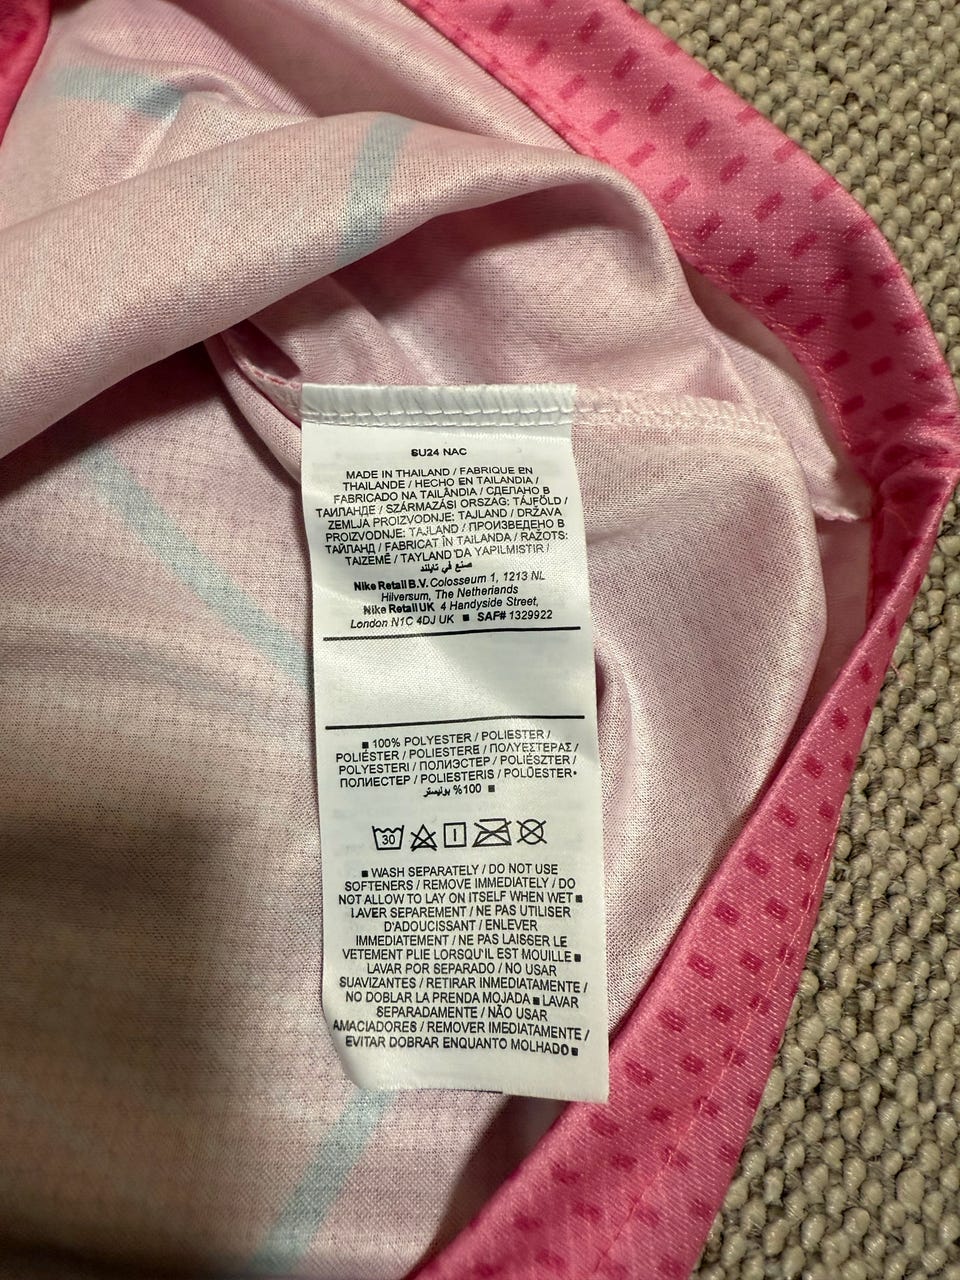 SU24 NAC
MADE IN THAILAND / FABRIQUE EN
THAILANDE / HECHO EN TAILANDIA /
FABRICADO NA TAILÂNDIA / СДЕЛАНО В
ТАИЛАНДЕ / SZÁRMAZÁSI ORSZÁG: TÁJFÖLD /
ZEMLJA PROIZVODNJE: TAJLAND / DRŽAVA
PROIZVODNJE: TAJLAND / ПРОИЗВЕДЕНО В
ТАЙЛАНД / FABRICAT ÎN TAILANDA / RAŽOTS:
TAIZEMĒ / TAYLAND'DA YAPILMISTIR /
صنع في تايلند
Nike Retail B.V. Colosseum 1, 1213 NL
Hilversum, The Netherlands
Nike Retail UK 4 Handyside Street,
London N1C 4DJ UK ■ SAF# 1329922
■ 100% POLYESTER / POLIESTER /
POLIÉSTER / POLIESTERE / ΠΟΛΥΕΣΤΕΡΑΣ /
POLYESTERI / ПОЛИЭСТЕР / POLIÉSZTER /
ПОЛИЕСТЕР / POLIESTERIS / POLÜESTER•
%100 بوليستر ■
30
■ WASH SEPARATELY / DO NOT USE
SOFTENERS / REMOVE IMMEDIATELY / DO
NOT ALLOW TO LAY ON ITSELF WHEN WET ■
LAVER SEPAREMENT / NE PAS UTILISER
D'ADOUCISSANT / ENLEVER
IMMEDIATEMENT / NE PAS LAISSER LE
VETEMENT PLIE LORSQU'IL EST MOUILLE ■
LAVAR POR SEPARADO / NO USAR
SUAVIZANTES / RETIRAR INMEDIATAMENTE /
NO DOBLAR LA PRENDA MOJADA ■ LAVAR
SEPARADAMENTE / NÃO USAR
AMACIADORES / REMOVER IMEDIATAMENTE /
EVITAR DOBRAR ENQUANTO MOLHADO ■